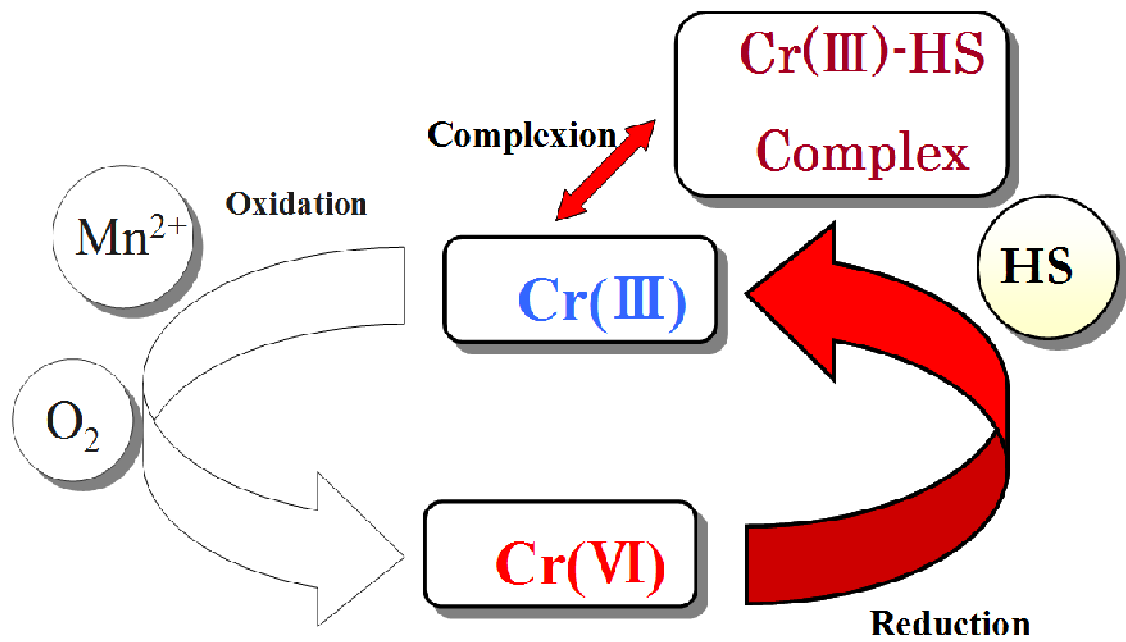 Cr(Ⅲ)-HS
Complex
Complexion
Oxidation
Mn²⁺
HS
Cr(Ⅲ)
O₂
Cr(Ⅵ)
Reduction